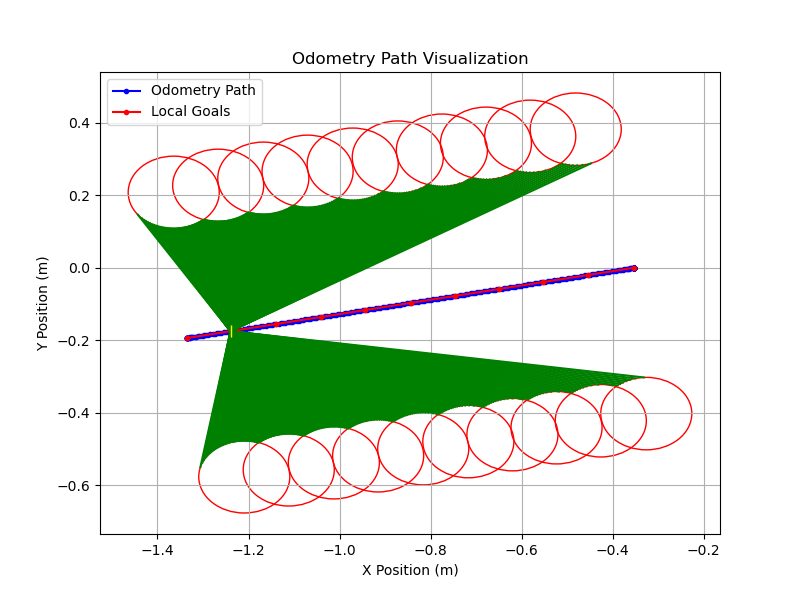 Odometry Path Visualization
Odometry Path
Local Goals
Y Position (m)
0.4
0.2
0.0
−0.2
−0.4
−0.6
−1.4
−1.2
−1.0
−0.8
−0.6
−0.4
−0.2
X Position (m)